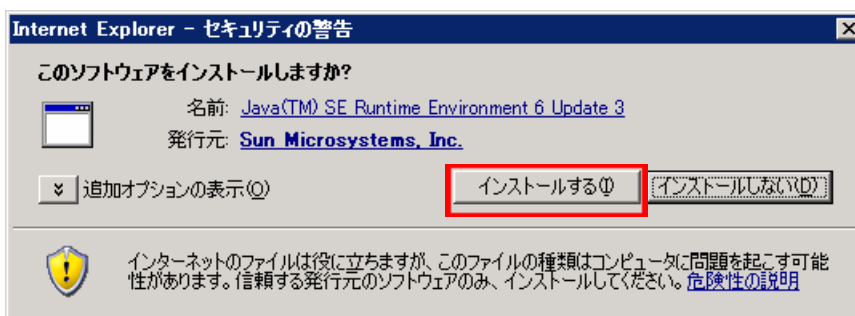 Internet Explorer - セキュリティの警告
このソフトウェアをインストールしますか?
名前: Java(TM) SE Runtime Environment 6 Update 3
発行元: Sun Microsystems, Inc.
追加オプションの表示(O) インストールする(I) インストールしない(D)
インターネットのファイルは役に立ちますが、このファイルの種類はコンピュータに問題を起こす可能
性があります。信頼する発行元のソフトウェアのみ、インストールしてください。危険性の説明